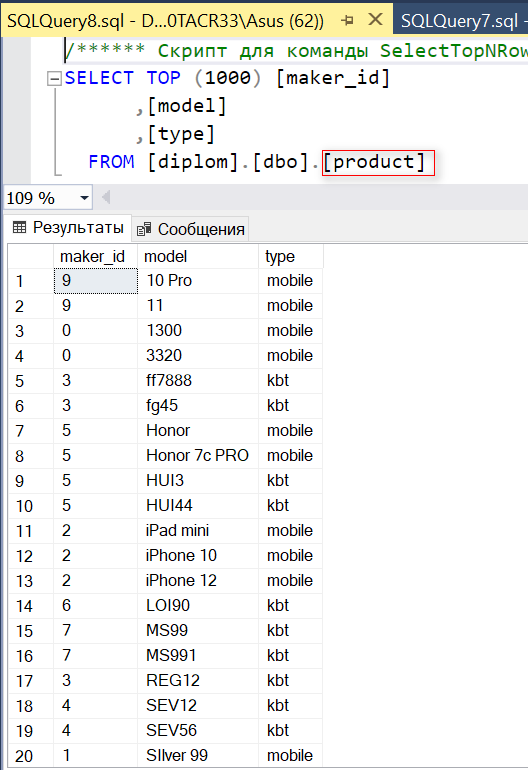 SQLQuery8.sql - D...0TACR33\Asus (62))
SQLQuery7.sql
/****** Скрипт для команды SelectTopNRow
SELECT TOP (1000) [maker_id]
,[model]
,[type]
FROM [diplom].[dbo].[product]
109 %
Результаты Сообщения
maker_id model type
1 9 10 Pro mobile
2 9 11 mobile
3 0 1300 mobile
4 0 3320 mobile
5 3 ff7888 kbt
6 3 fg45 kbt
7 5 Honor mobile
8 5 Honor 7c PRO mobile
9 5 HUI3 kbt
10 5 HUI44 kbt
11 2 iPad mini mobile
12 2 iPhone 10 mobile
13 2 iPhone 12 mobile
14 6 LOI90 kbt
15 7 MS99 kbt
16 7 MS991 kbt
17 3 REG12 kbt
18 4 SEV12 kbt
19 4 SEV56 kbt
20 1 SIlver 99 mobile